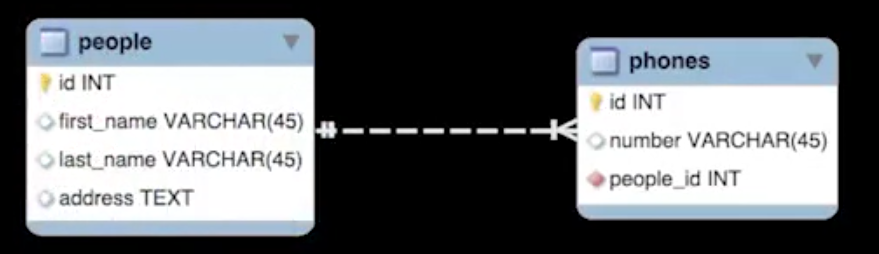 people
id INT
first_name VARCHAR(45)
last_name VARCHAR(45)
address TEXT
phones
id INT
number VARCHAR(45)
people_id INT